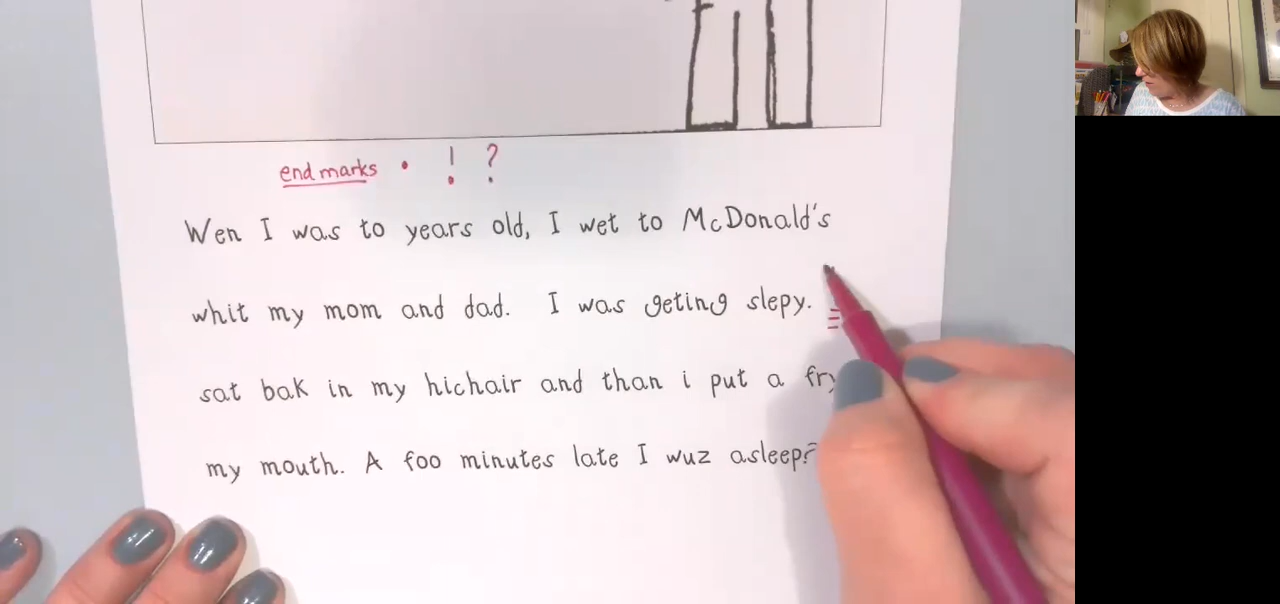 end marks . ! ?
Wen I was to years old, I wet to McDonald's
whit my mom and dad. I was geting slepy.
sat bak in my hichair and than i put a fry
my mouth. A foo minutes late I wuz asleep?